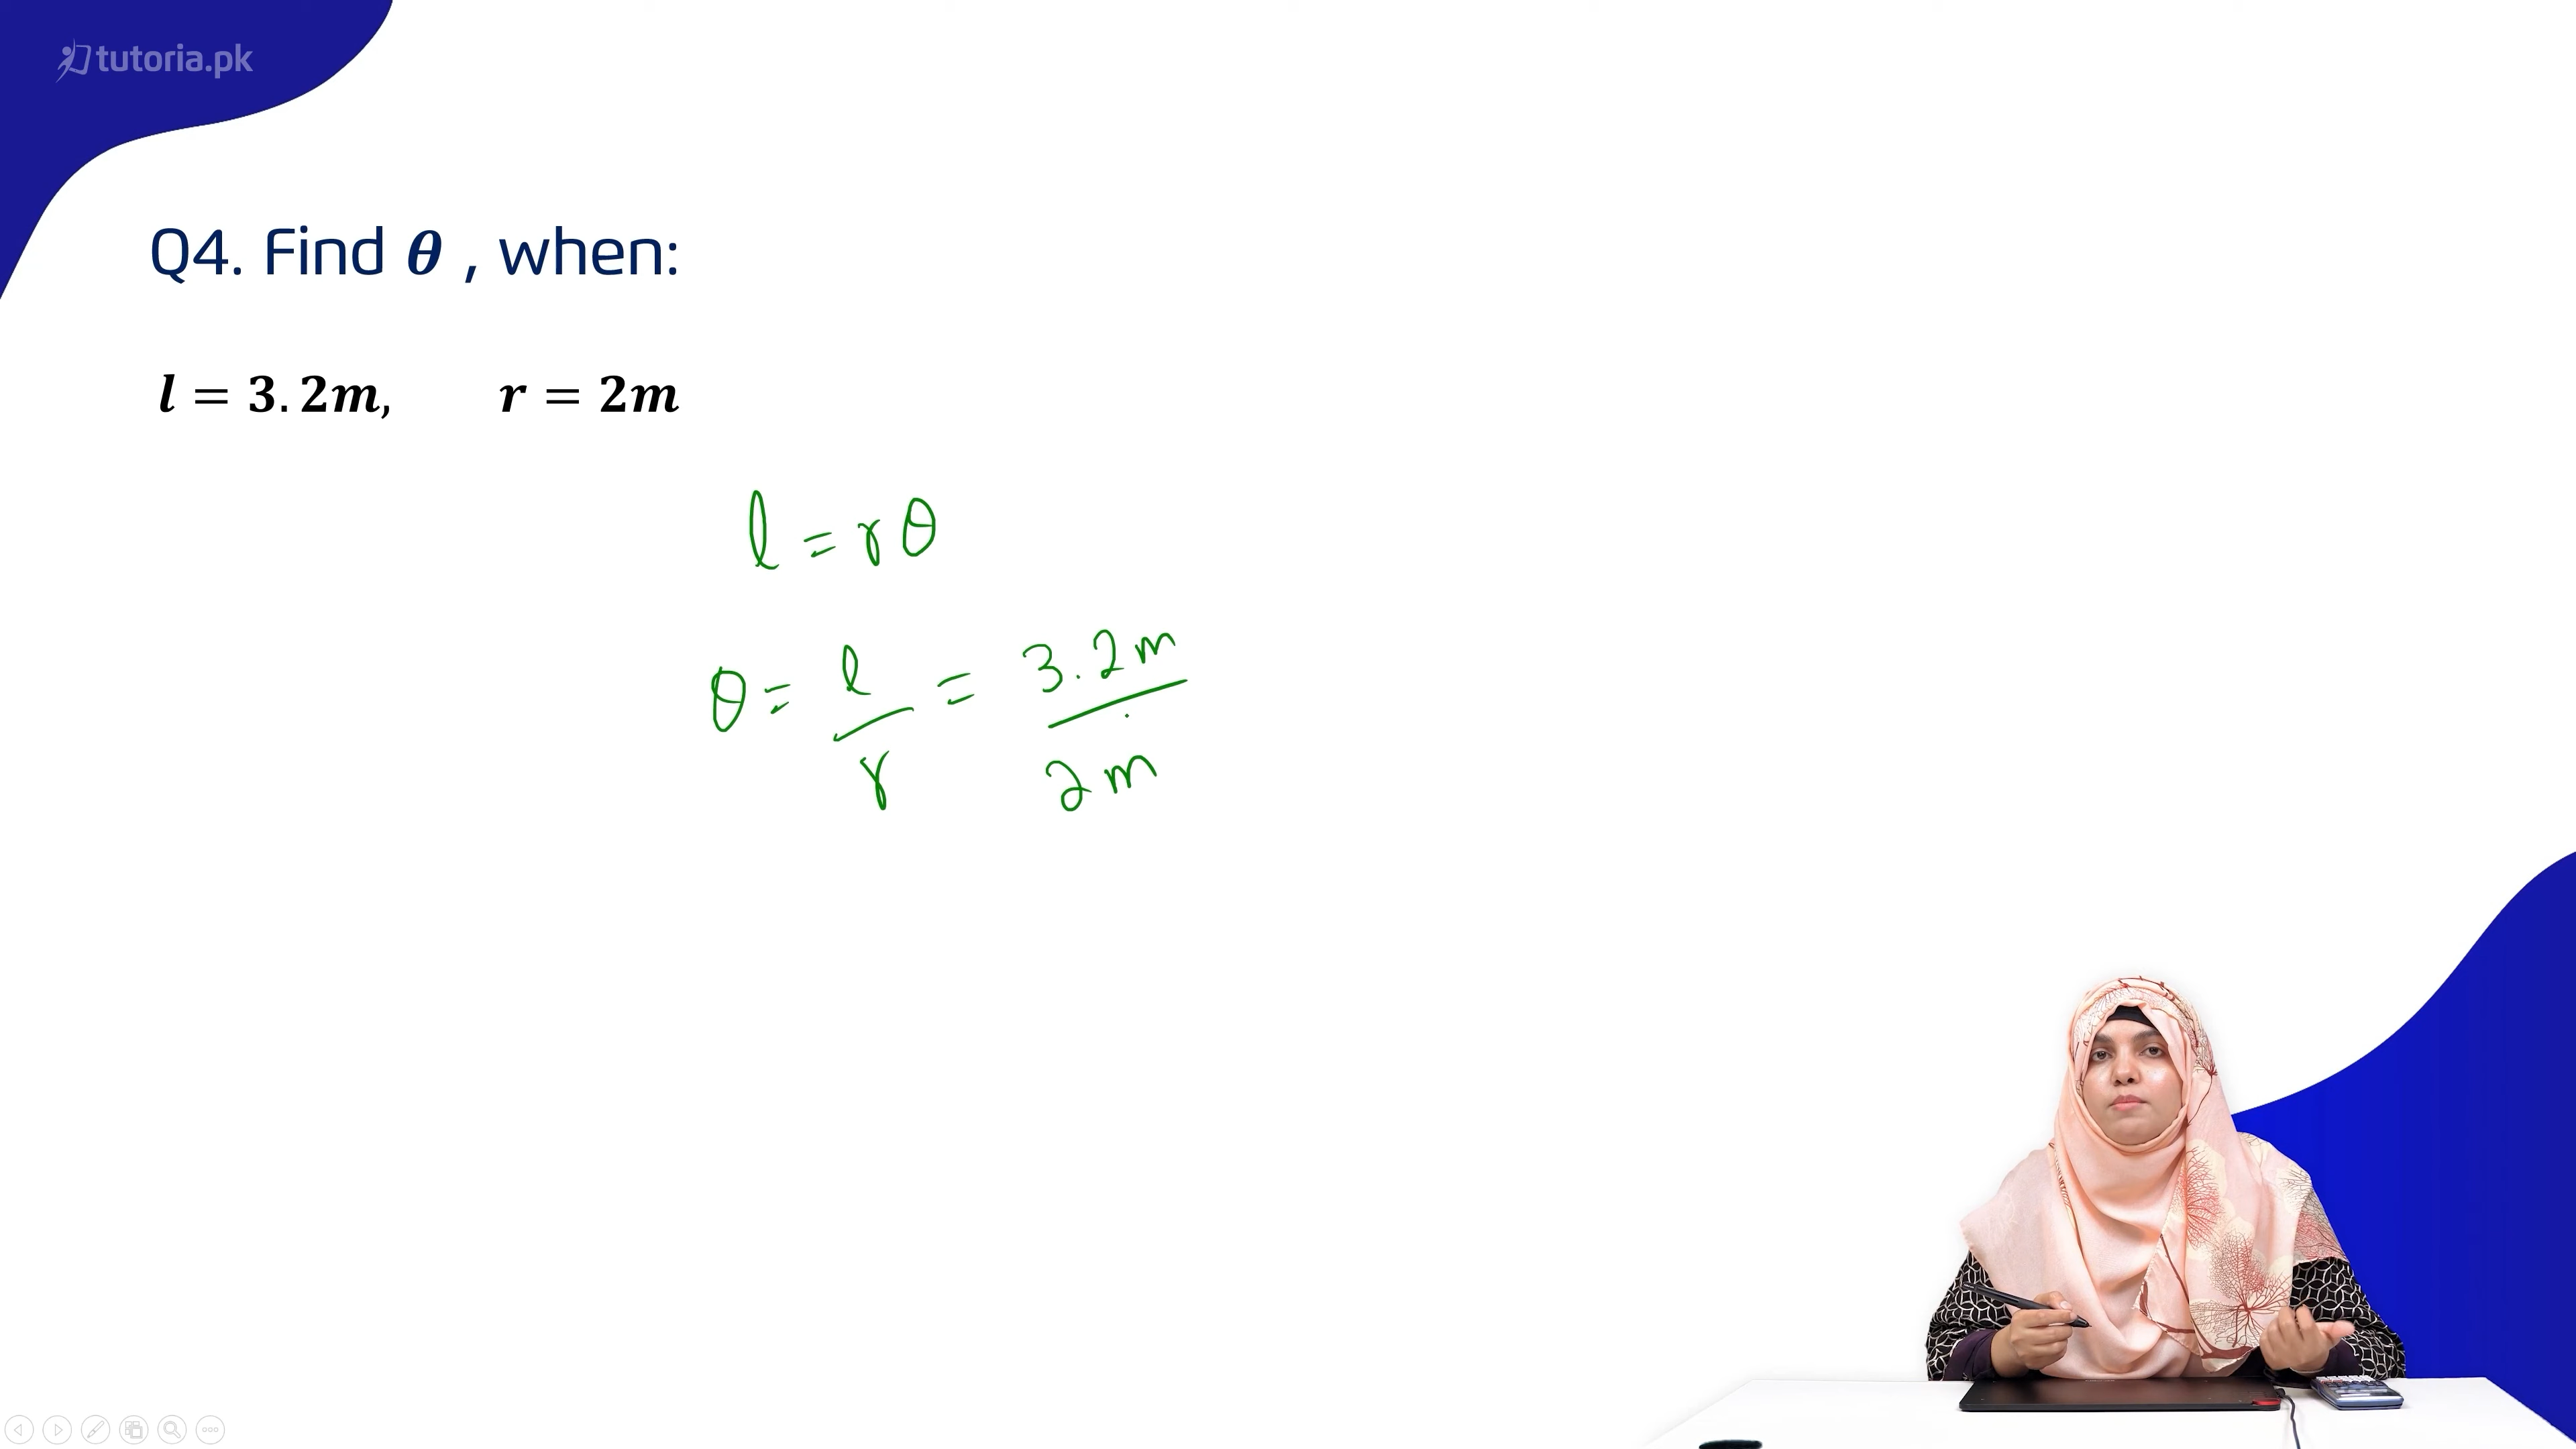 tutoria.pk
Q4. Find θ , when:
l = 3.2m, r = 2m
l = rθ
θ = l/r = 3.2m/2m